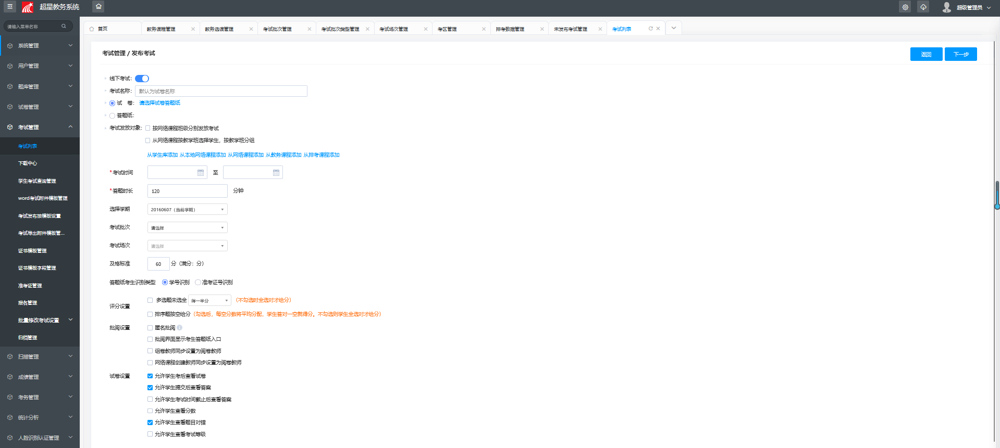 超星教务系统
超级管理员
请输入菜单名称
首页
教务课程管理
教务选课管理
考试批次管理
考试批次类型管理
考试场次管理
考区管理
排考数据管理
未发布考试管理
考试列表
系统管理
用户管理
题库管理
试卷管理
考试管理
考试列表
下载中心
学生考试查询管理
word考试附件模板管理
考试发布按模板设置
考试导出附件模板管...
证书模板管理
证书模板字段管理
准考证管理
报名管理
批量修改考试设置
归档管理
扫描管理
成绩管理
考务管理
统计分析
人脸识别认证管理
考试管理 / 发布考试
返回
下一步
线下考试:
考试名称: 默认为试卷名称
试 卷: 请选择试卷答题纸
答题纸:
考试发放对象: 按网络课程班级分别发放考试
从网络课程按教学班选择学生，按教学班分组
从学生库添加 从本地网络课程添加 从网络课程添加 从教务课程添加 从排考课程添加
*考试时间 至
*答题时长 120 分钟
选择学期 20160607（当前学期）
考试批次 请选择
考试场次 请选择
及格标准 60 分（满分：分）
答题纸考生识别类型 学号识别 准考证号识别
评分设置
多选题未选全 得一半分 （不勾选时全选对才给分）
排序题按空给分（勾选后，每空分数将平均分配，学生答对一空就得分。不勾选则学生全选对才给分）
批阅设置 匿名批阅
批阅界面显示考生答题纸入口
组卷教师同步设置为阅卷教师
网络课程创建教师同步设置为阅卷教师
试卷设置 允许学生考后查看试卷
允许学生提交后查看答案
允许学生考试时间截止后查看答案
允许学生查看分数
允许学生查看题目对错
允许学生查看考试等级